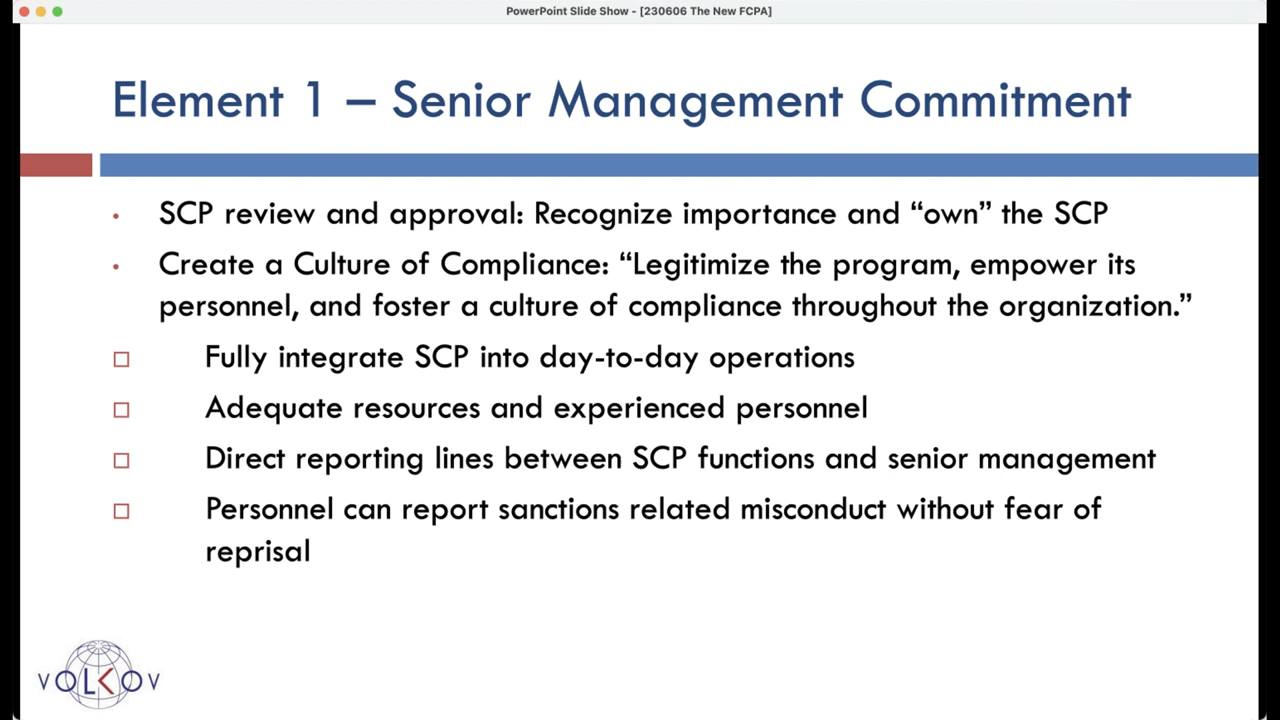 PowerPoint Slide Show - [230606 The New FCPA]
Element 1 – Senior Management Commitment
• SCP review and approval: Recognize importance and “own” the SCP
• Create a Culture of Compliance: “Legitimize the program, empower its
personnel, and foster a culture of compliance throughout the organization.”
□ Fully integrate SCP into day-to-day operations
□ Adequate resources and experienced personnel
□ Direct reporting lines between SCP functions and senior management
□ Personnel can report sanctions related misconduct without fear of
reprisal
VOLKOV